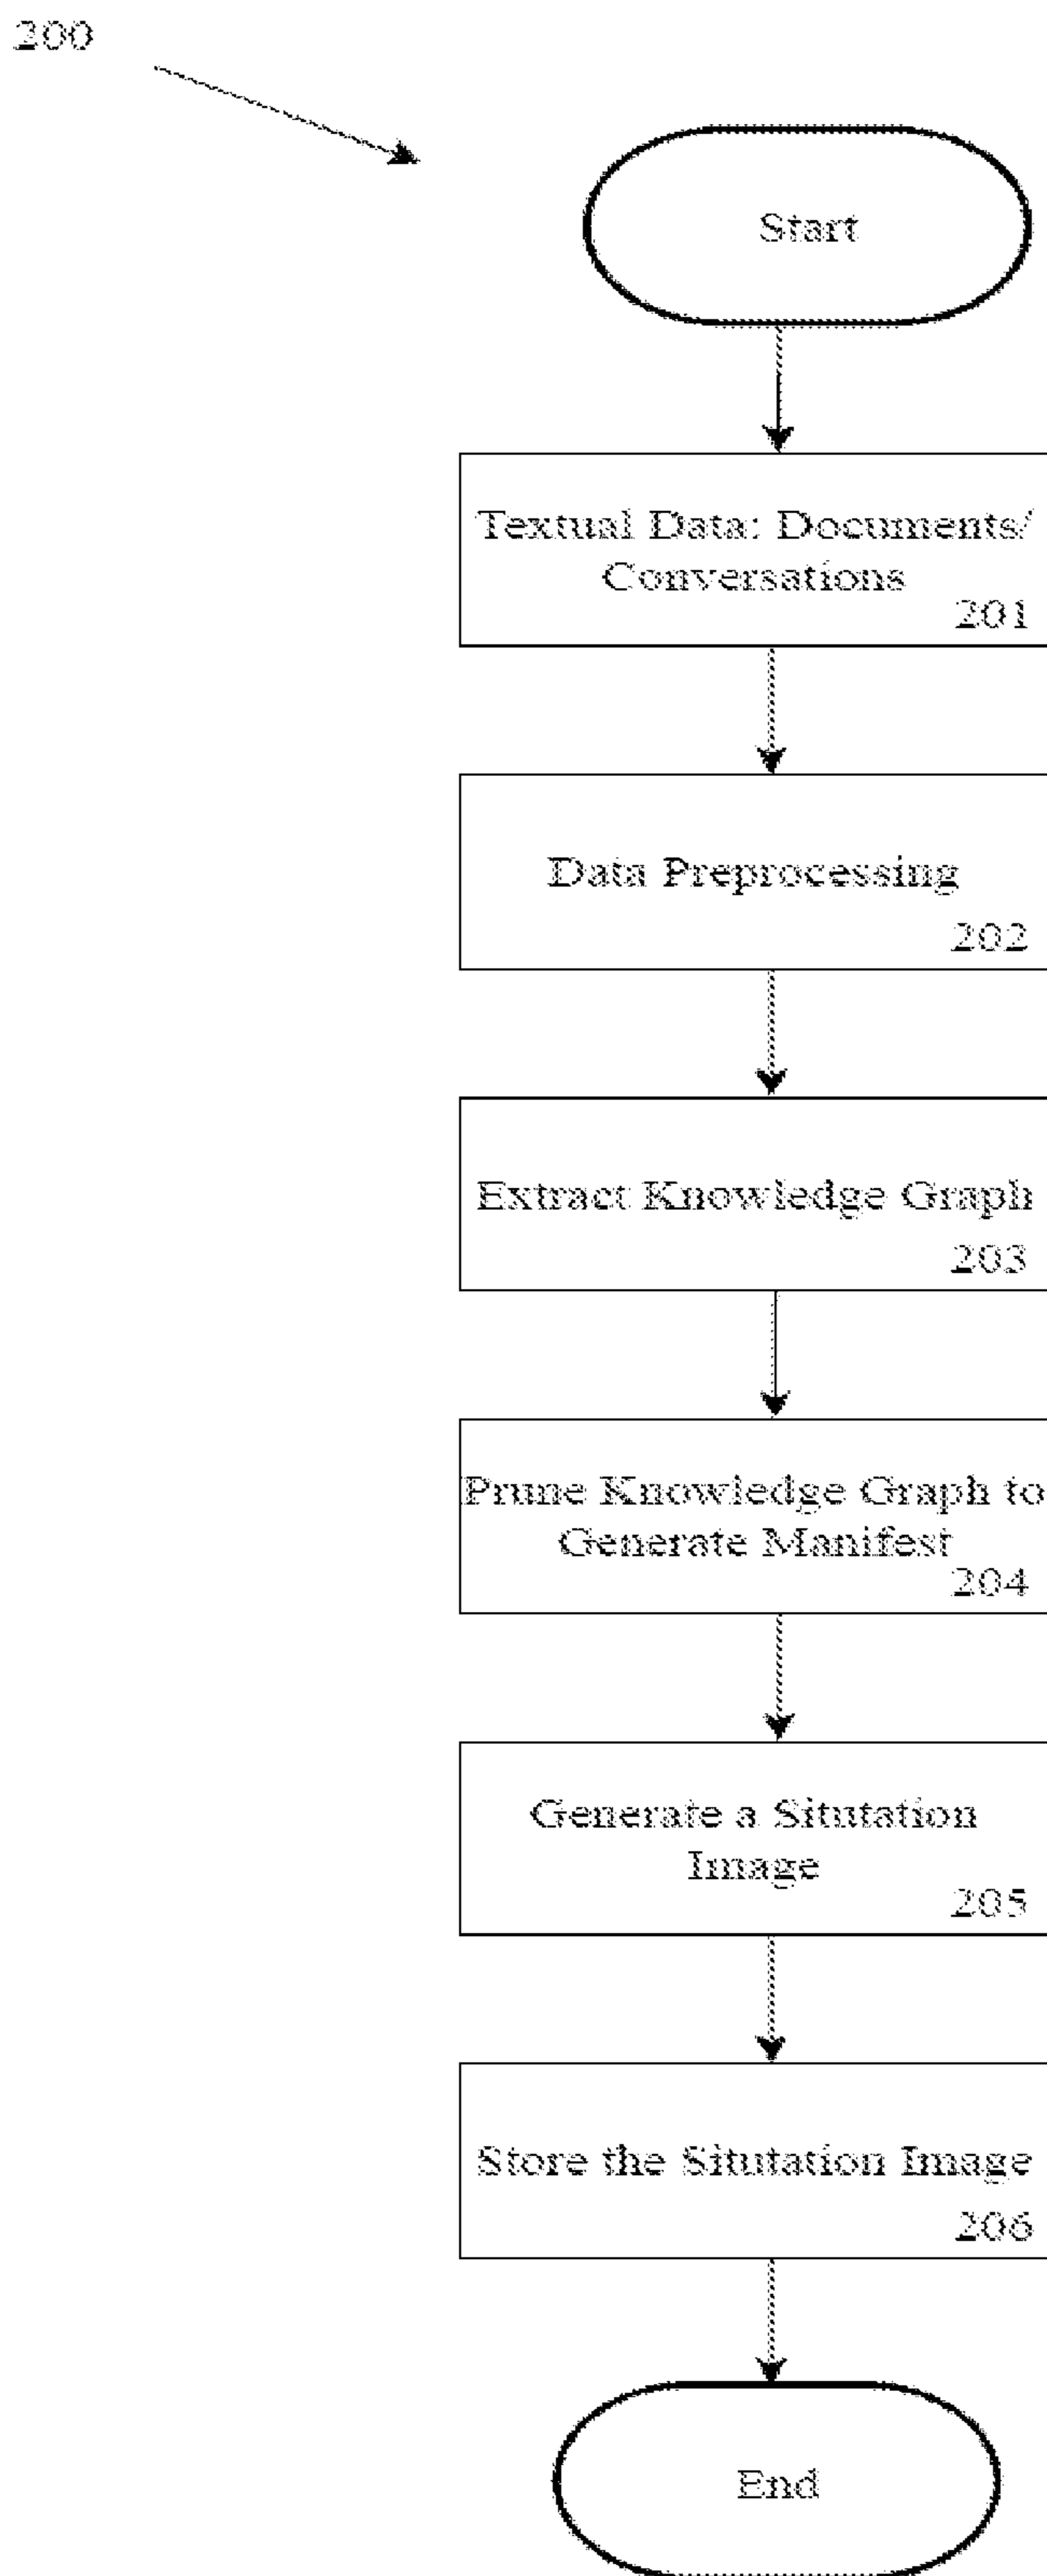 200
Start
Textual Data: Documents/
Conversations
201
Data Preprocessing
202
Extract Knowledge Graph
203
Prune Knowledge Graph to
Generate Manifest
204
Generate a Situtation
Image
205
Store the Situtation Image
206
End